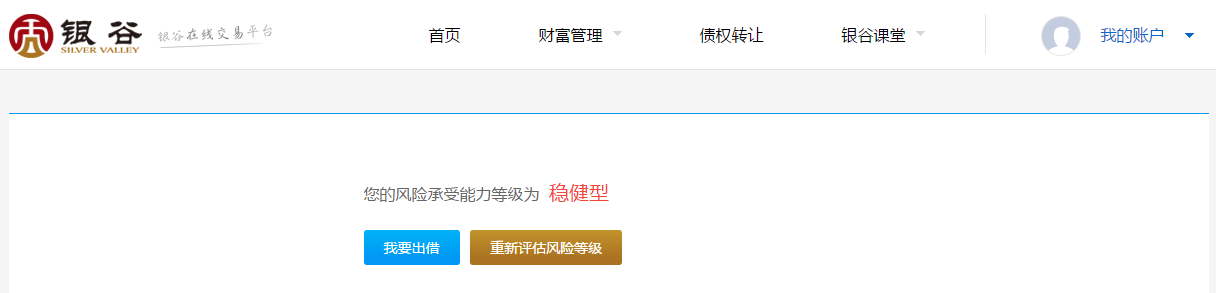 银谷
SILVER VALLEY
银谷在线交易平台
首页
财富管理
债权转让
银谷课堂
我的账户
您的风险承受能力等级为 稳健型
我要出借
重新评估风险等级